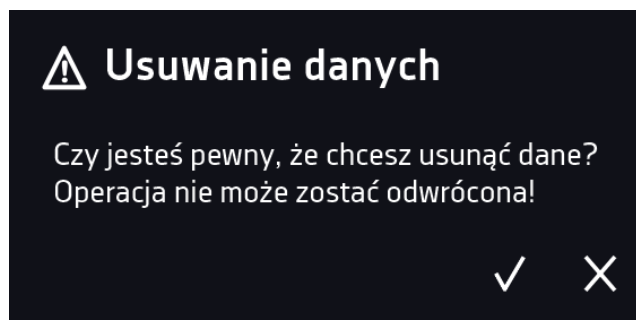 Usuwanie danych
Czy jesteś pewny, że chcesz usunąć dane?
Operacja nie może zostać odwrócona!